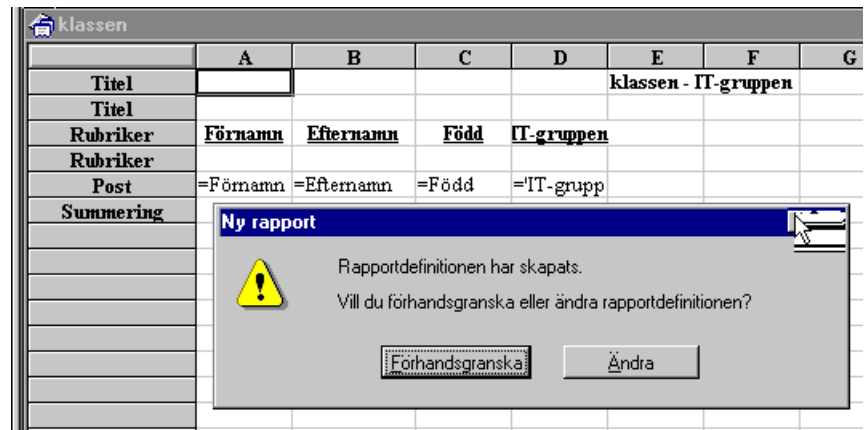 klassen
A B C D E F G
Titel klassen - IT-gruppen
Titel
Rubriker Förnamn Efternamn Född IT-gruppen
Rubriker
Post =Förnamn =Efternamn =Född ='IT-grupp
Summering
Ny rapport
Rapportdefinitionen har skapats.
Vill du förhandsgranska eller ändra rapportdefinitionen?
Förhandsgranska Ändra